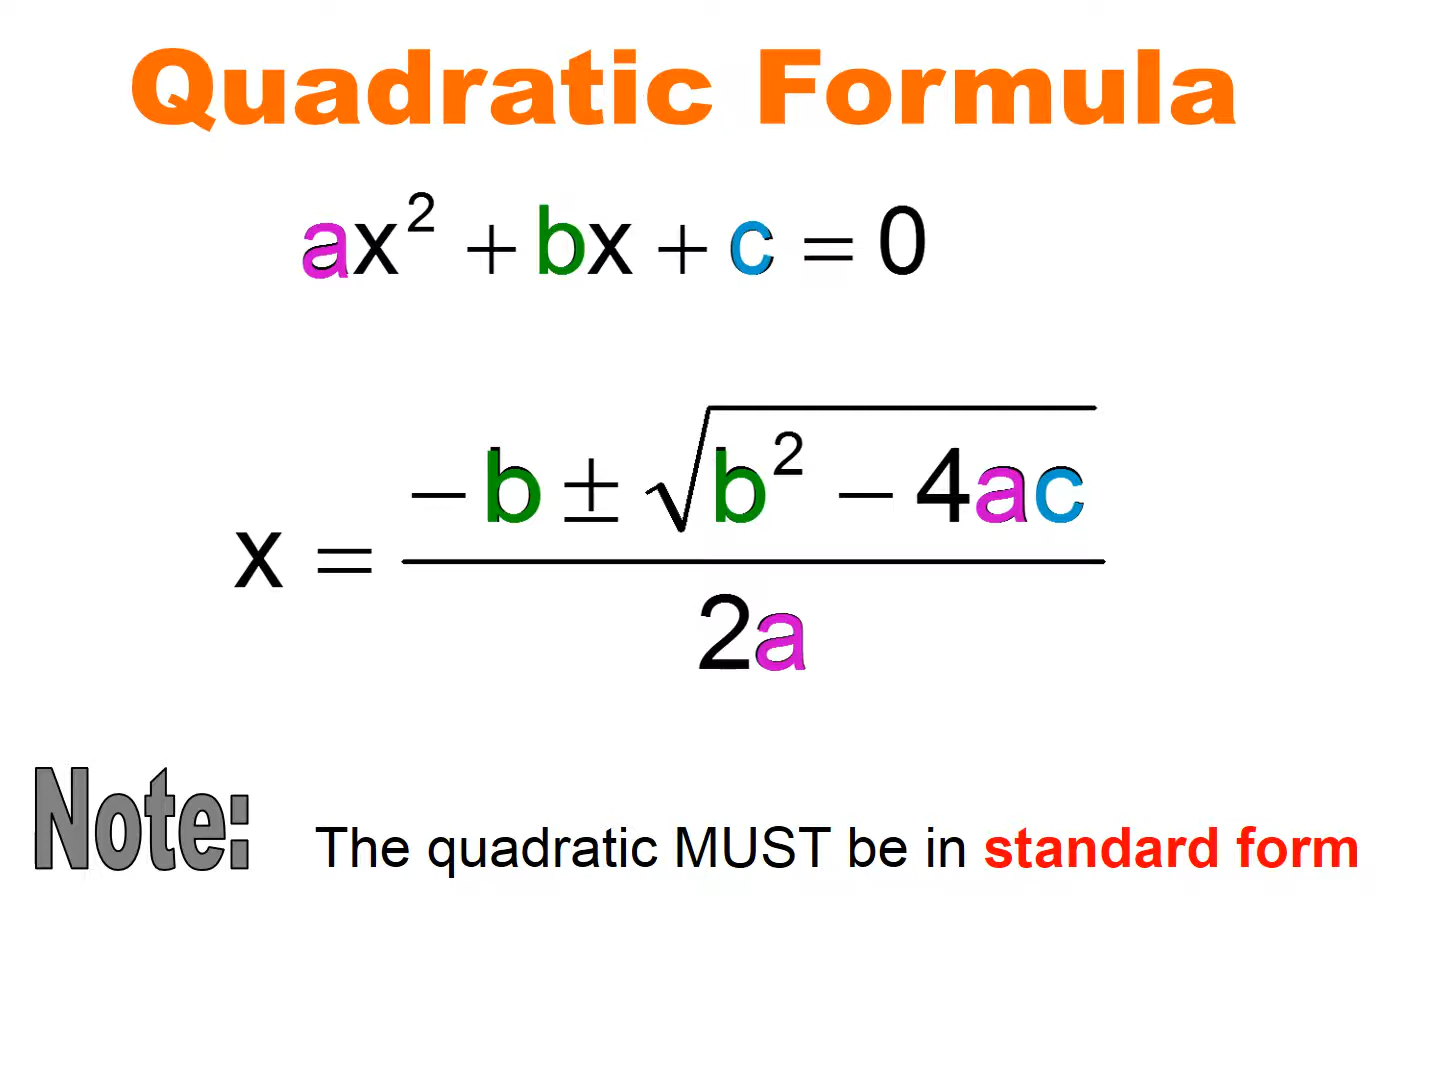 Quadratic Formula
ax² + bx + c = 0
x = (-b ± √(b² - 4ac)) / 2a
Note: The quadratic MUST be in standard form